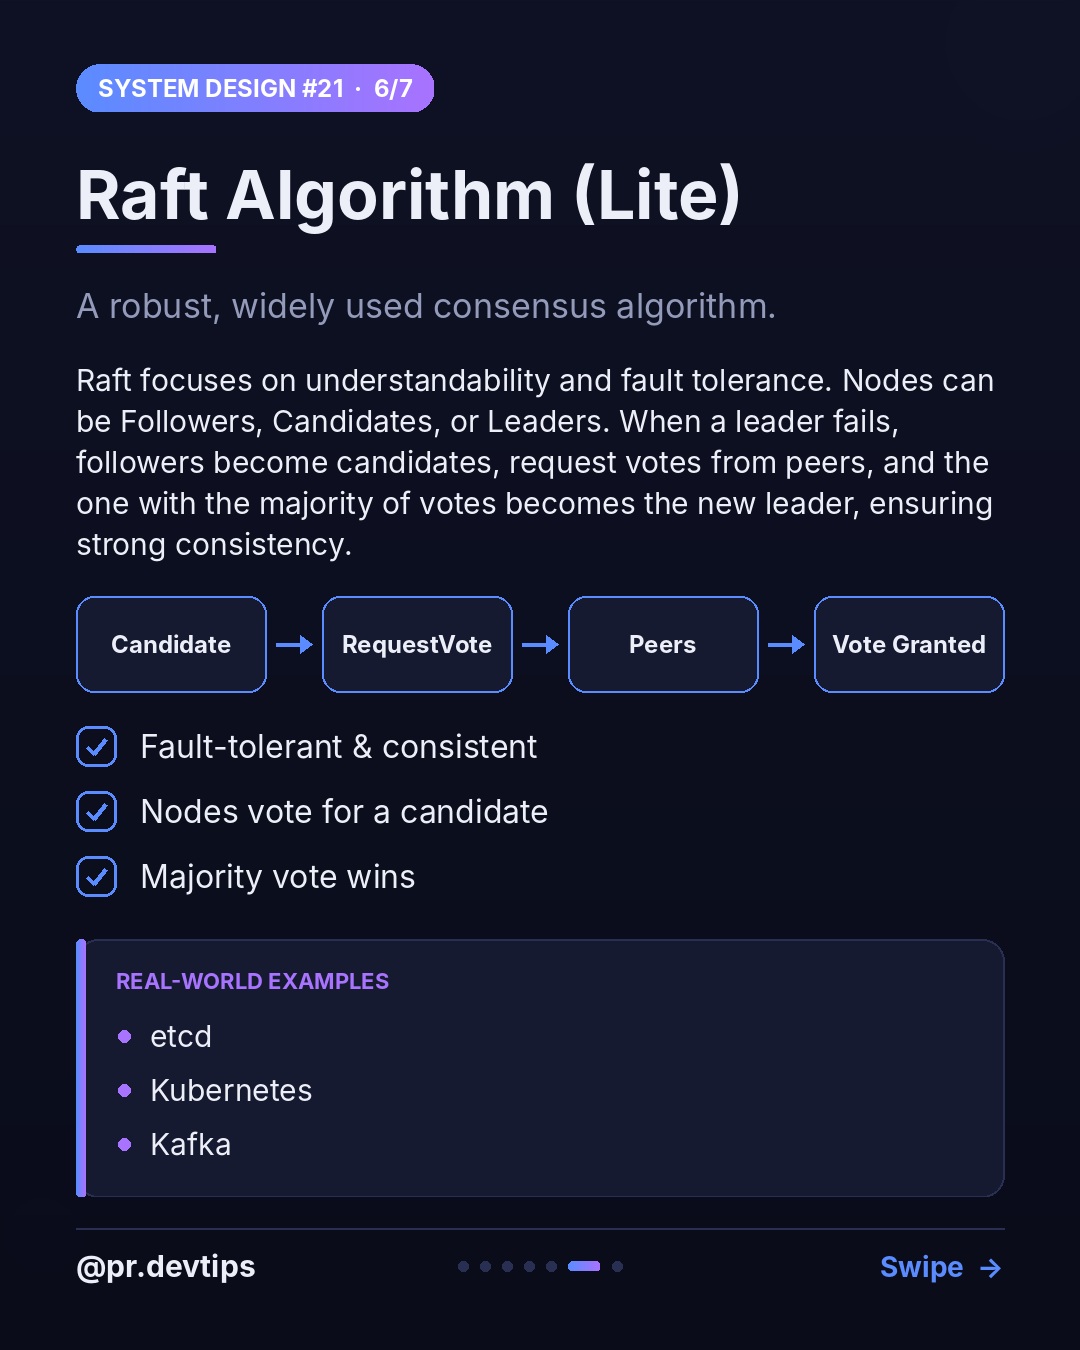 SYSTEM DESIGN #21 · 6/7
Raft Algorithm (Lite)
A robust, widely used consensus algorithm.
Raft focuses on understandability and fault tolerance. Nodes can
be Followers, Candidates, or Leaders. When a leader fails,
followers become candidates, request votes from peers, and the
one with the majority of votes becomes the new leader, ensuring
strong consistency.
Candidate → RequestVote → Peers → Vote Granted
Fault-tolerant & consistent
Nodes vote for a candidate
Majority vote wins
REAL-WORLD EXAMPLES
• etcd
• Kubernetes
• Kafka
@pr.devtips Swipe →